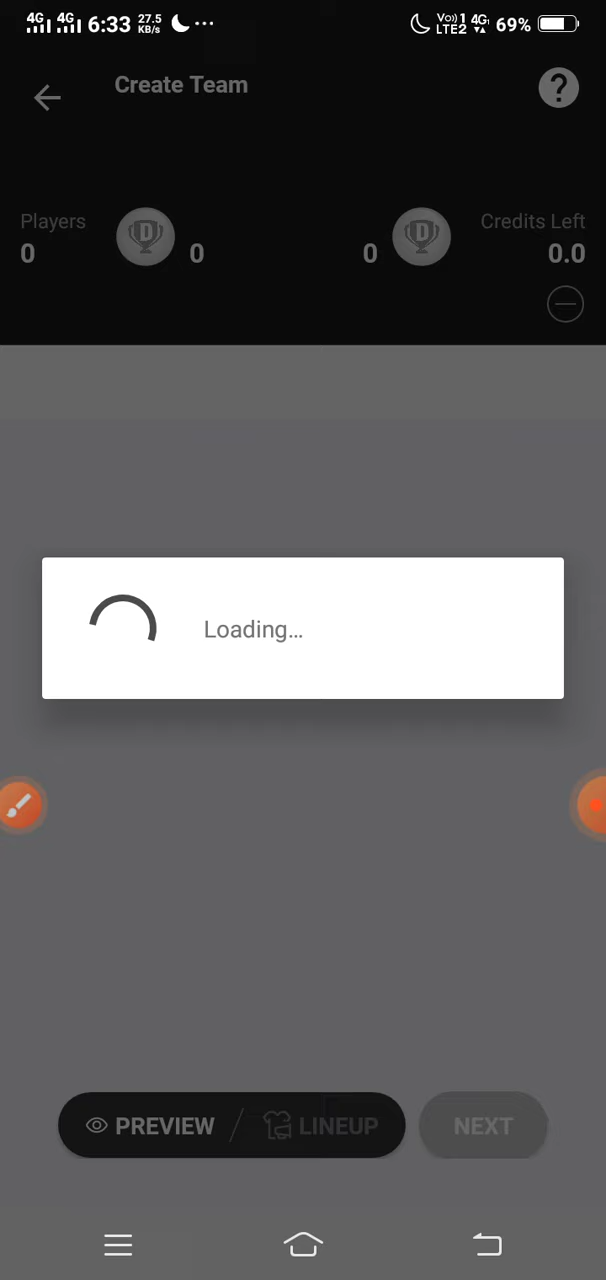 4G 4G 6:33 27.5 KB/s ... Vo) 1 LTE2 4G 69%
Create Team
?
Players
Credits Left
0 D 0 0 D 0.0
Loading...
PREVIEW / LINEUP NEXT